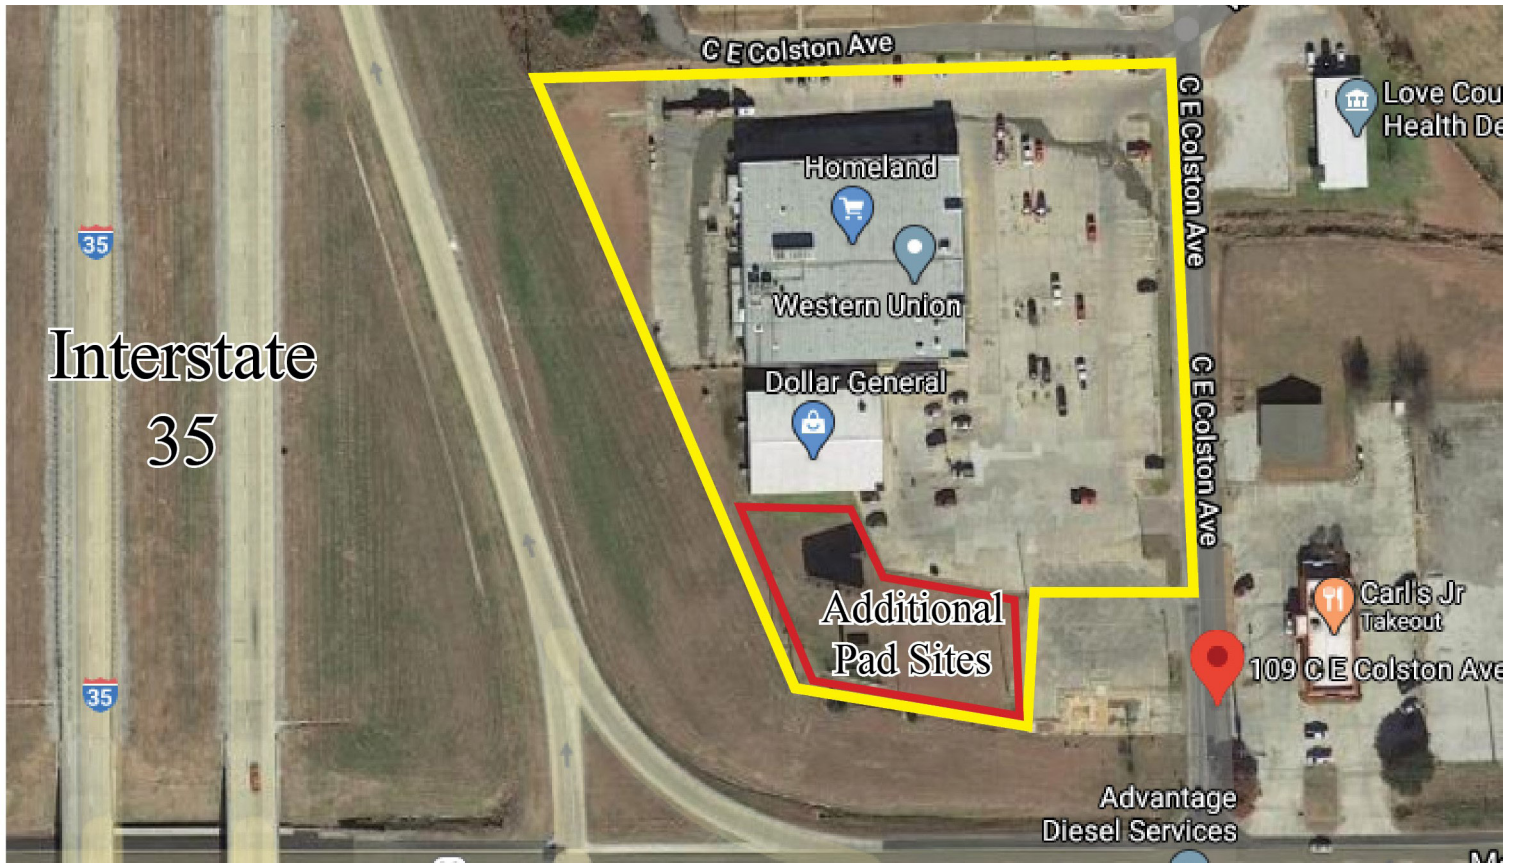 C E Colston Ave
C E Colston Ave
Love Cou
Health De
Homeland
35
Western Union
Interstate
35
C E Colston Ave
Dollar General
Additional
Pad Sites
Carl's Jr
Takeout
109 C E Colston Ave
35
Advantage
Diesel Services